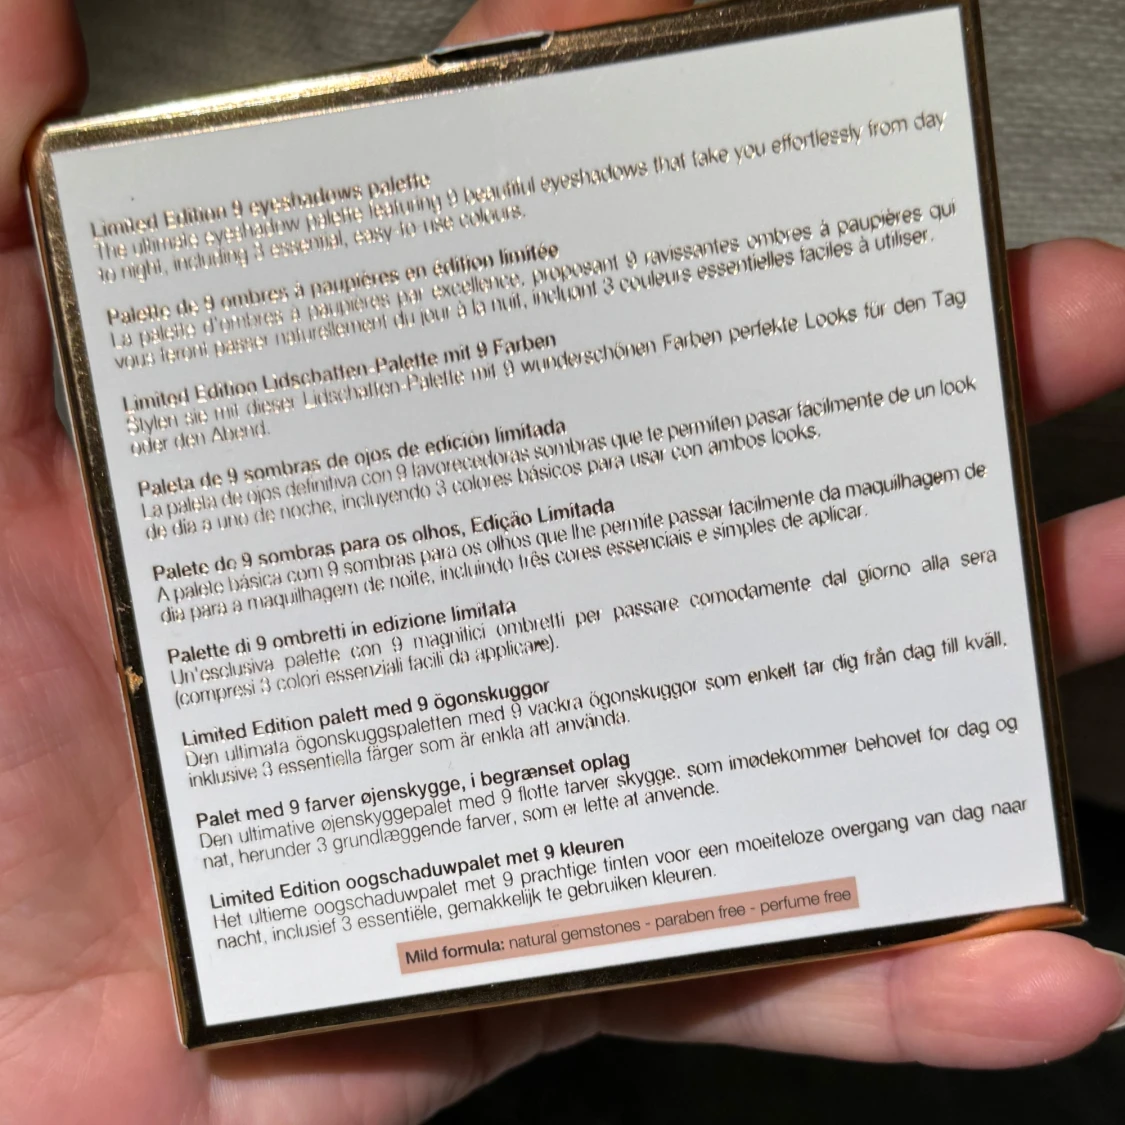 Limited Edition 9 eyeshadows palette
The ultimate eyeshadow palette featuring 9 beautiful eyeshadows that take you effortlessly from day
to night, including 3 essential, easy-to use colours.
Palette de 9 ombres à paupières en édition limitée
La palette d'ombres à paupières par excellence, proposant 9 ravissantes ombres à paupières qui
vous feront passer naturellement du jour à la nuit, incluant 3 couleurs essentielles faciles à utiliser.
Limited Edition Lidschatten-Palette mit 9 Farben
Stylen sie mit dieser Lidschatten-Palette mit 9 wunderschönen Farben perfekte Looks für den Tag
oder den Abend.
Paleta de 9 sombras de ojos de edición limitada
La paleta de ojos definitiva con 9 favorecedoras sombras que te permiten pasar fácilmente de un look
de día a uno de noche, incluyendo 3 colores básicos para usar con ambos looks.
Palete de 9 sombras para os olhos, Edição Limitada
A palete básica com 9 sombras para os olhos que lhe permite passar facilmente da maquilhagem de
dia para a maquilhagem de noite, incluindo três cores essenciais e simples de aplicar.
Palette di 9 ombretti in edizione limitata
Un'esclusiva palette con 9 magnifici ombretti per passare comodamente dal giorno alla sera
(compresi 3 colori essenziali facili da applicare).
Limited Edition palett med 9 ögonskuggor
Den ultimata ögonskuggspaletten med 9 vackra ögonskuggor som enkelt tar dig från dag till kväll,
inklusive 3 essentiella färger som är enkla att använda.
Palet med 9 farver øjenskygge, i begrænset oplag
Den ultimative øjenskyggepalet med 9 flotte farver skygge, som imødekommer behovet for dag og
nat, herunder 3 grundlæggende farver, som er lette at anvende.
Limited Edition oogschaduwpalet met 9 kleuren
Het ultieme oogschaduwpalet met 9 prachtige tinten voor een moeiteloze overgang van dag naar
nacht, inclusief 3 essentiële, gemakkelijk te gebruiken kleuren.
Mild formula: natural gemstones - paraben free - perfume free